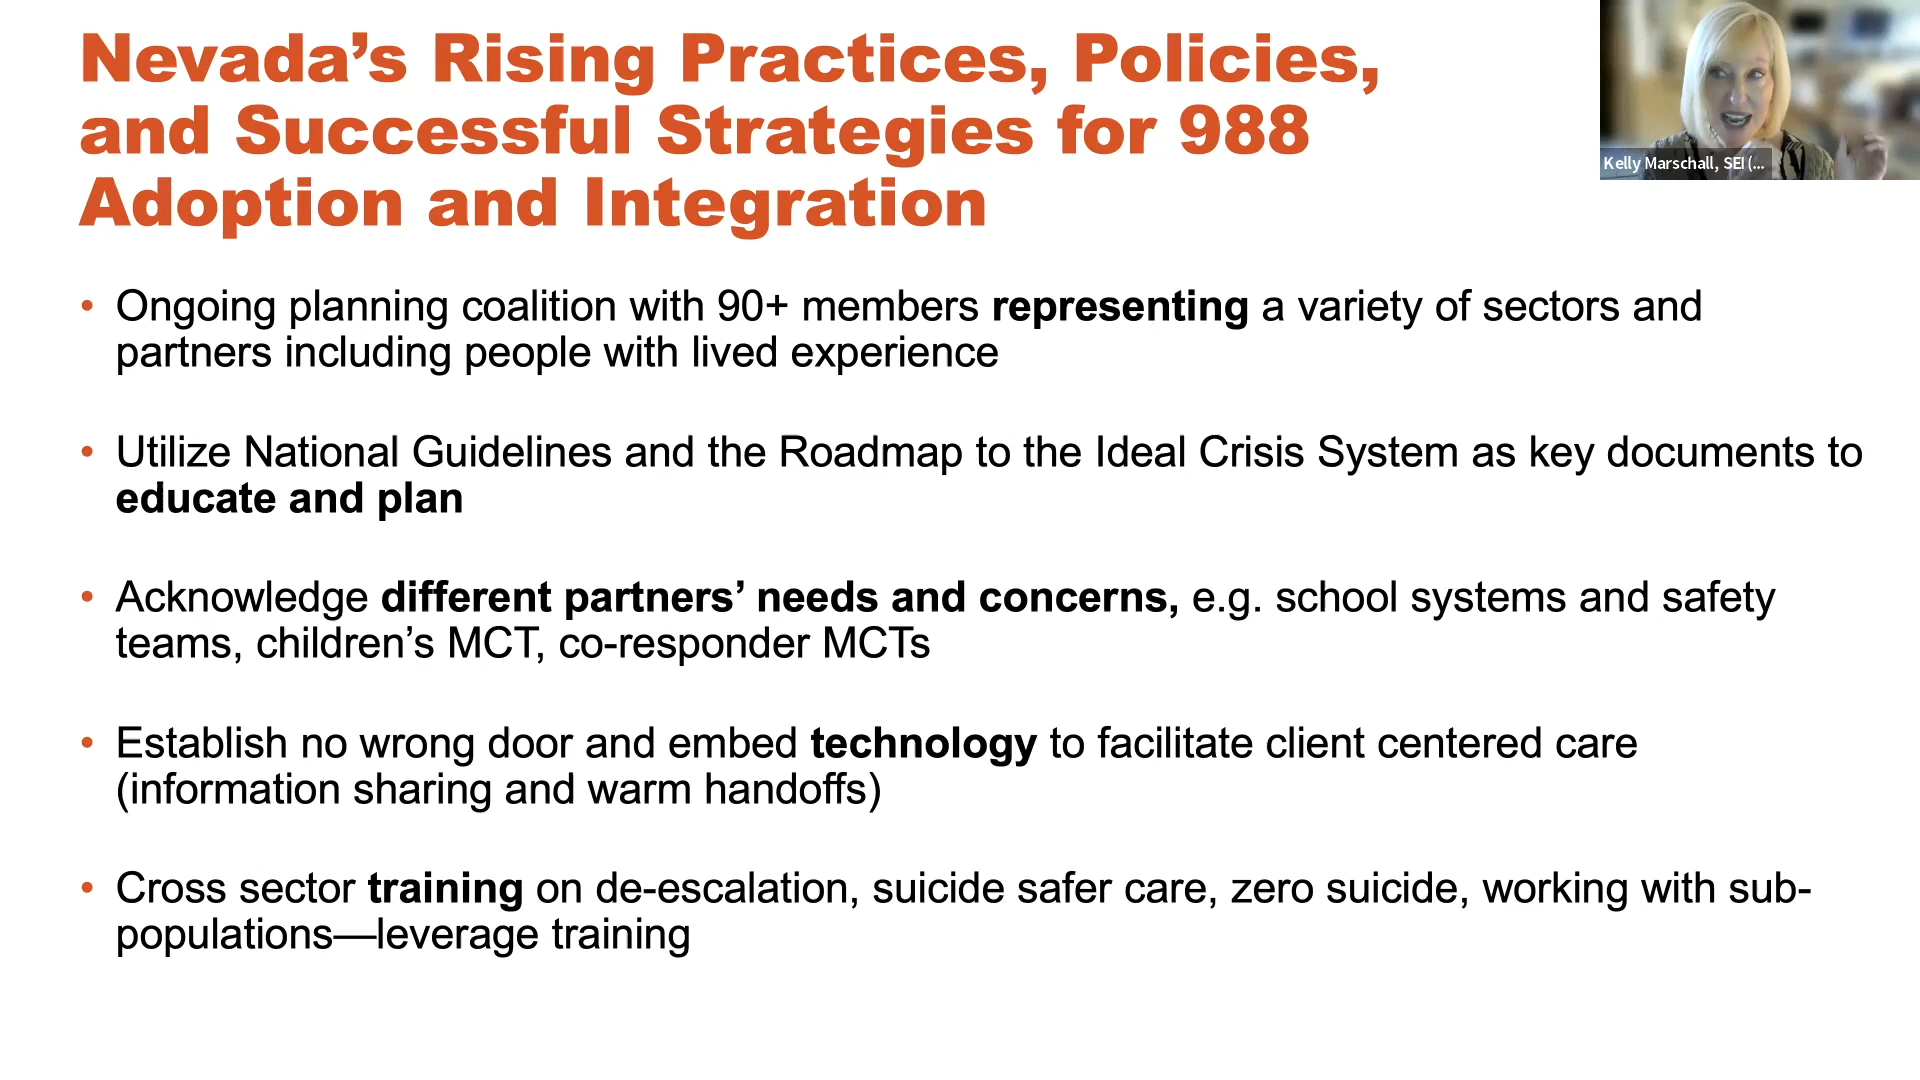 Nevada’s Rising Practices, Policies,
and Successful Strategies for 988
Adoption and Integration
Kelly Marschall, SEI (...
• Ongoing planning coalition with 90+ members representing a variety of sectors and
partners including people with lived experience
• Utilize National Guidelines and the Roadmap to the Ideal Crisis System as key documents to
educate and plan
• Acknowledge different partners’ needs and concerns, e.g. school systems and safety
teams, children’s MCT, co-responder MCTs
• Establish no wrong door and embed technology to facilitate client centered care
(information sharing and warm handoffs)
• Cross sector training on de-escalation, suicide safer care, zero suicide, working with sub-
populations—leverage training